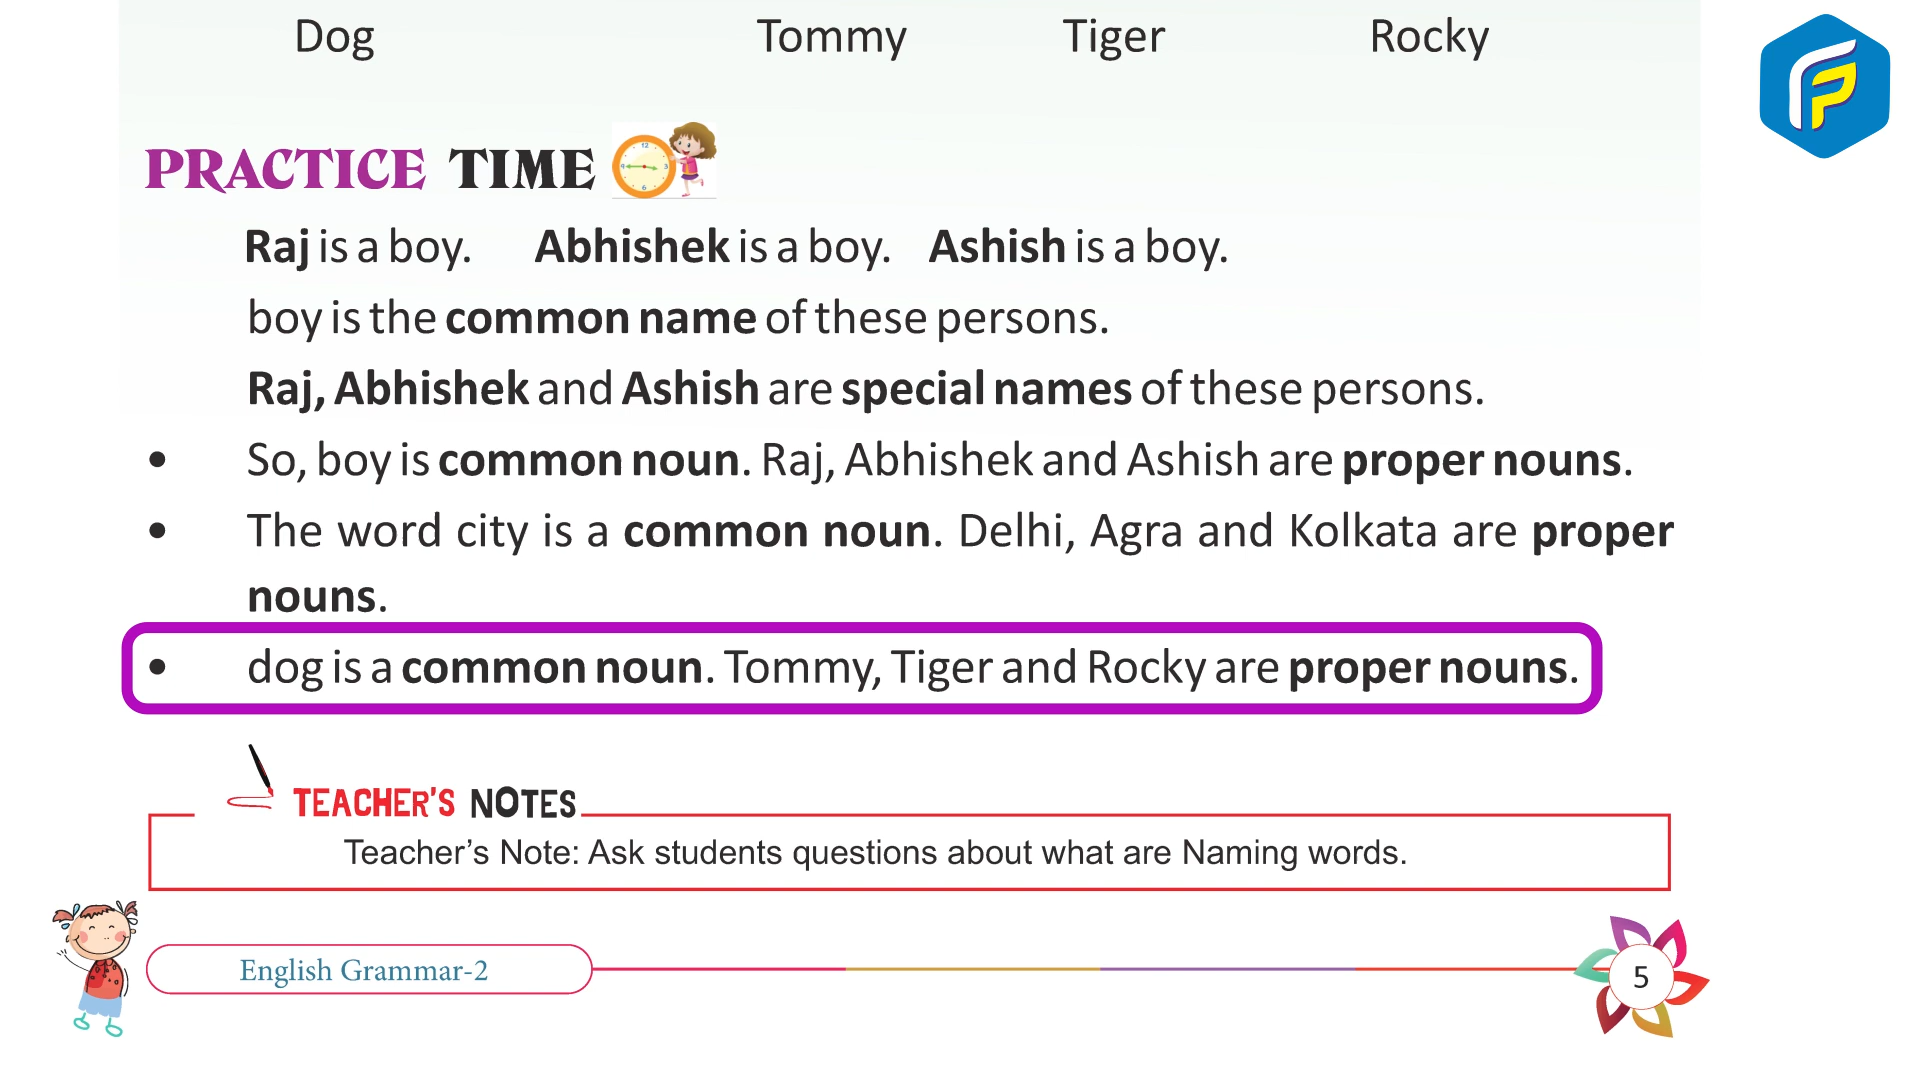 Dog Tommy Tiger Rocky
PRACTICE TIME
Raj is a boy. Abhishek is a boy. Ashish is a boy.
boy is the common name of these persons.
Raj, Abhishek and Ashish are special names of these persons.
• So, boy is common noun. Raj, Abhishek and Ashish are proper nouns.
• The word city is a common noun. Delhi, Agra and Kolkata are proper
nouns.
• dog is a common noun. Tommy, Tiger and Rocky are proper nouns.
TEACHER'S NOTES
Teacher’s Note: Ask students questions about what are Naming words.
English Grammar-2
5